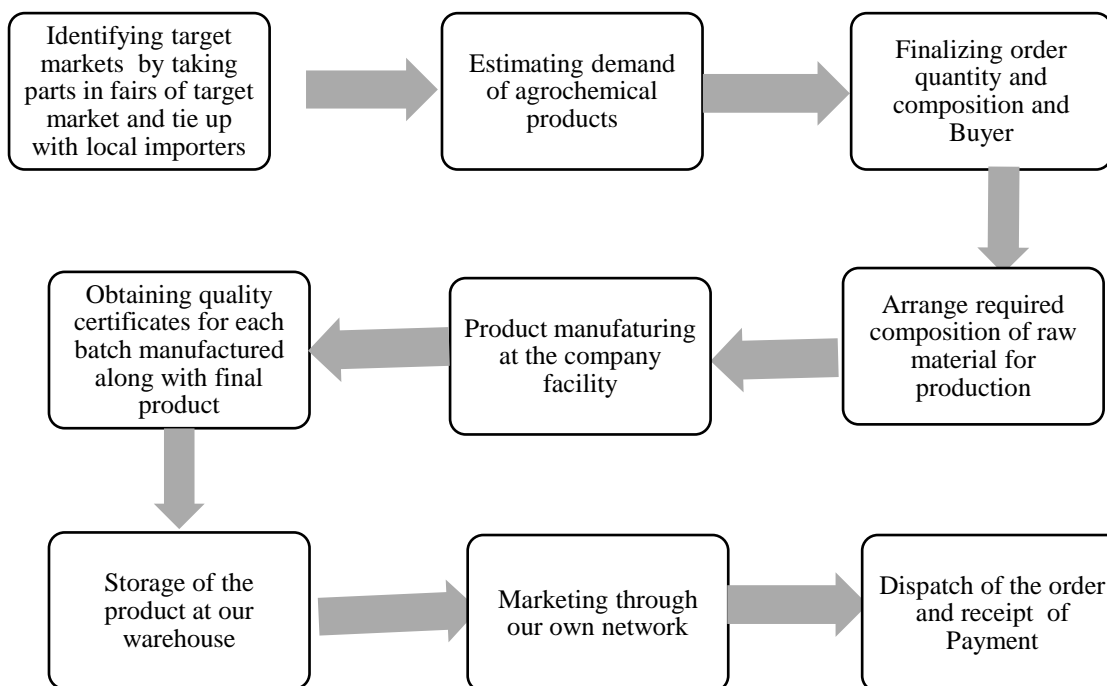 Identifying target
markets by taking
parts in fairs of target
market and tie up
with local importers
Estimating demand
of agrochemical
products
Finalizing order
quantity and
composition and
Buyer
Arrange required
composition of raw
material for
production
Product manufaturing
at the company
facility
Obtaining quality
certificates for each
batch manufactured
along with final
product
Storage of the
product at our
warehouse
Marketing through
our own network
Dispatch of the order
and receipt of
Payment